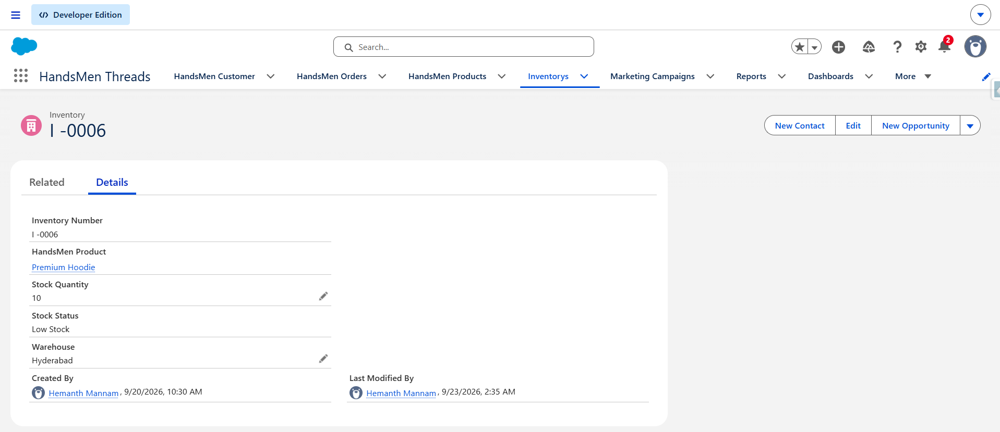 Developer Edition
Search...
2
HandsMen Threads
HandsMen Customer
HandsMen Orders
HandsMen Products
Inventorys
Marketing Campaigns
Reports
Dashboards
More
Inventory
I -0006
New Contact
Edit
New Opportunity
Related
Details
Inventory Number
I -0006
HandsMen Product
Premium Hoodie
Stock Quantity
10
Stock Status
Low Stock
Warehouse
Hyderabad
Created By
Hemanth Mannam, 9/20/2026, 10:30 AM
Last Modified By
Hemanth Mannam, 9/23/2026, 2:35 AM